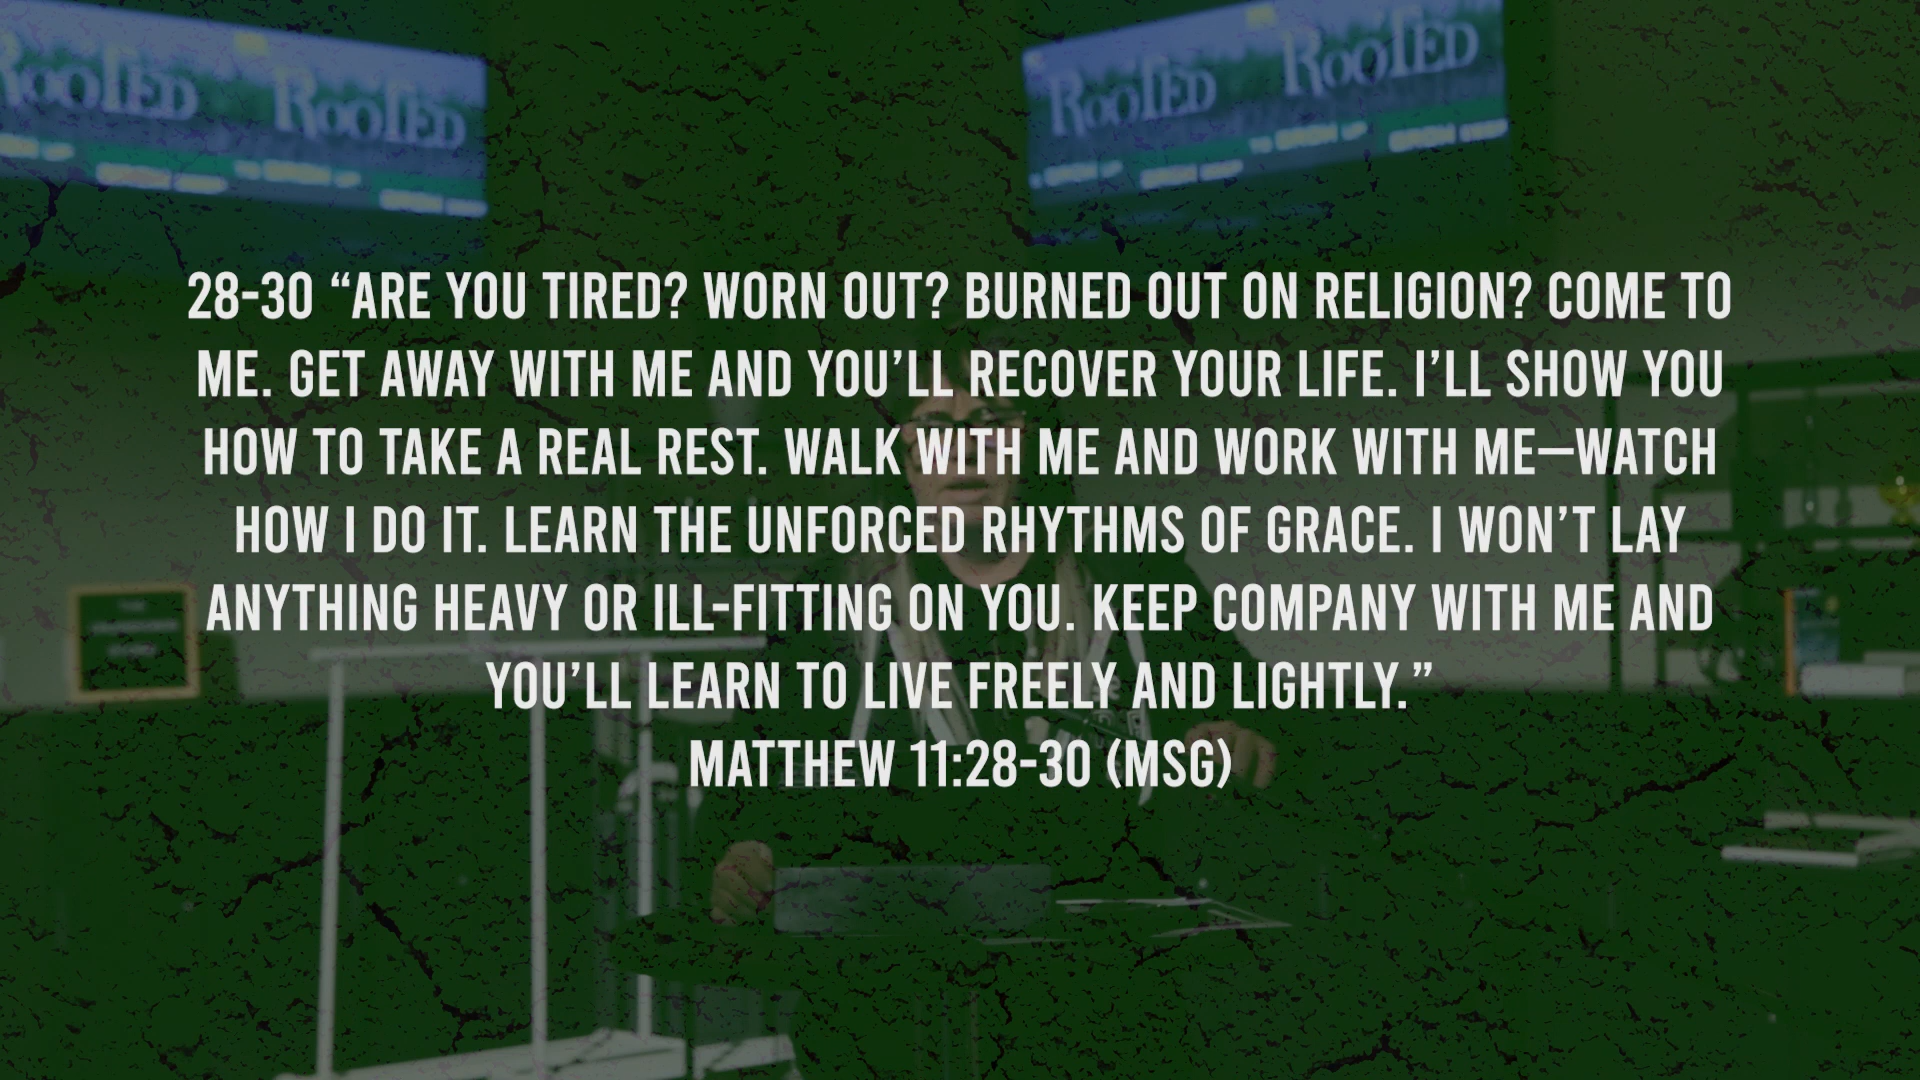 RooTED RooTED
RooTED RooTED
28-30 “ARE YOU TIRED? WORN OUT? BURNED OUT ON RELIGION? COME TO
ME. GET AWAY WITH ME AND YOU’LL RECOVER YOUR LIFE. I’LL SHOW YOU
HOW TO TAKE A REAL REST. WALK WITH ME AND WORK WITH ME—WATCH
HOW I DO IT. LEARN THE UNFORCED RHYTHMS OF GRACE. I WON’T LAY
ANYTHING HEAVY OR ILL-FITTING ON YOU. KEEP COMPANY WITH ME AND
YOU’LL LEARN TO LIVE FREELY AND LIGHTLY.”
MATTHEW 11:28-30 (MSG)